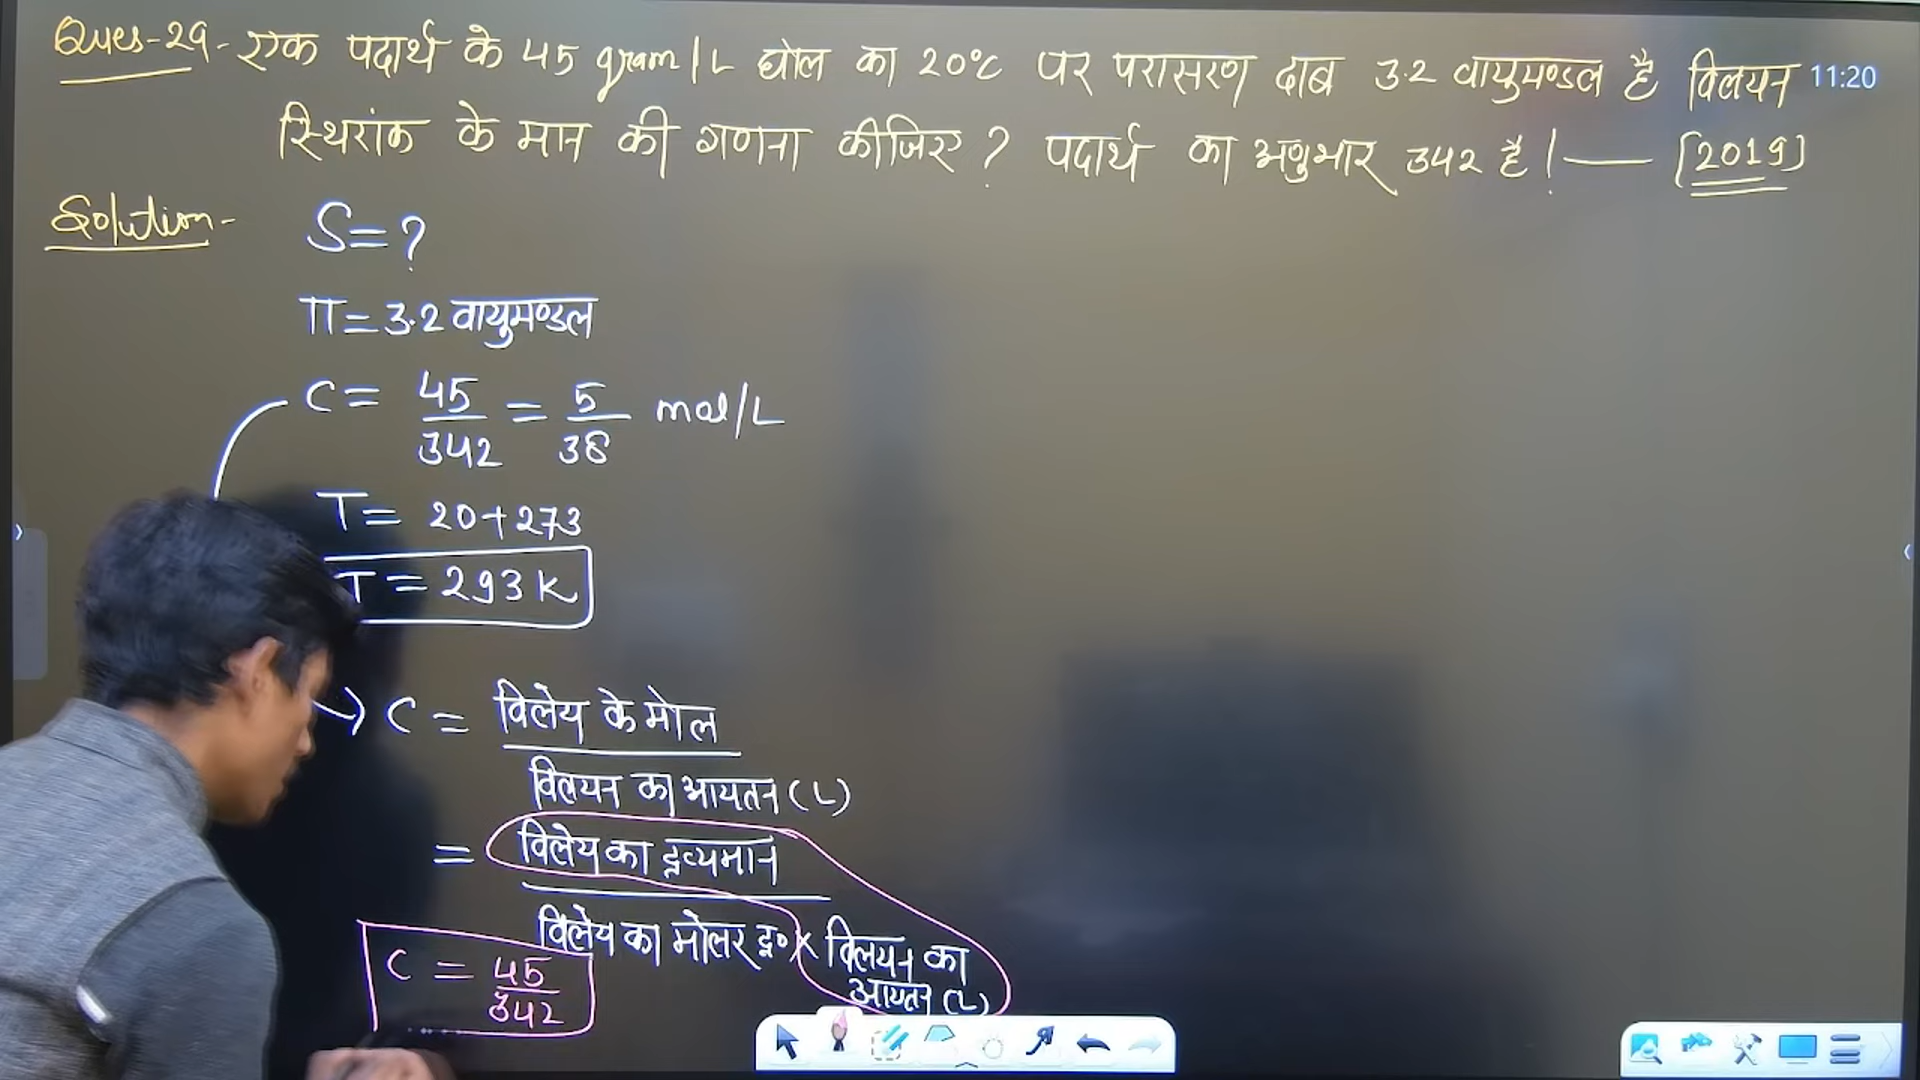 Ques-29- एक पदार्थ के 45 gram/L घोल का 20°C पर परासरण दाब 3.2 वायुमण्डल है विलयन
11:20
स्थिरांक के मान की गणना कीजिए ? पदार्थ का अणुभार 342 है ! — [2019]
Solution-
S = ?
π = 3.2 वायुमण्डल
C = 45/342 = 5/38 mol/L
T = 20+273
T = 293 K
→ C = विलेय के मोल
विलयन का आयतन (L)
= विलेय का द्रव्यमान
विलेय का मोलर द्र० × विलयन का
आयतन (L)
C = 45/342